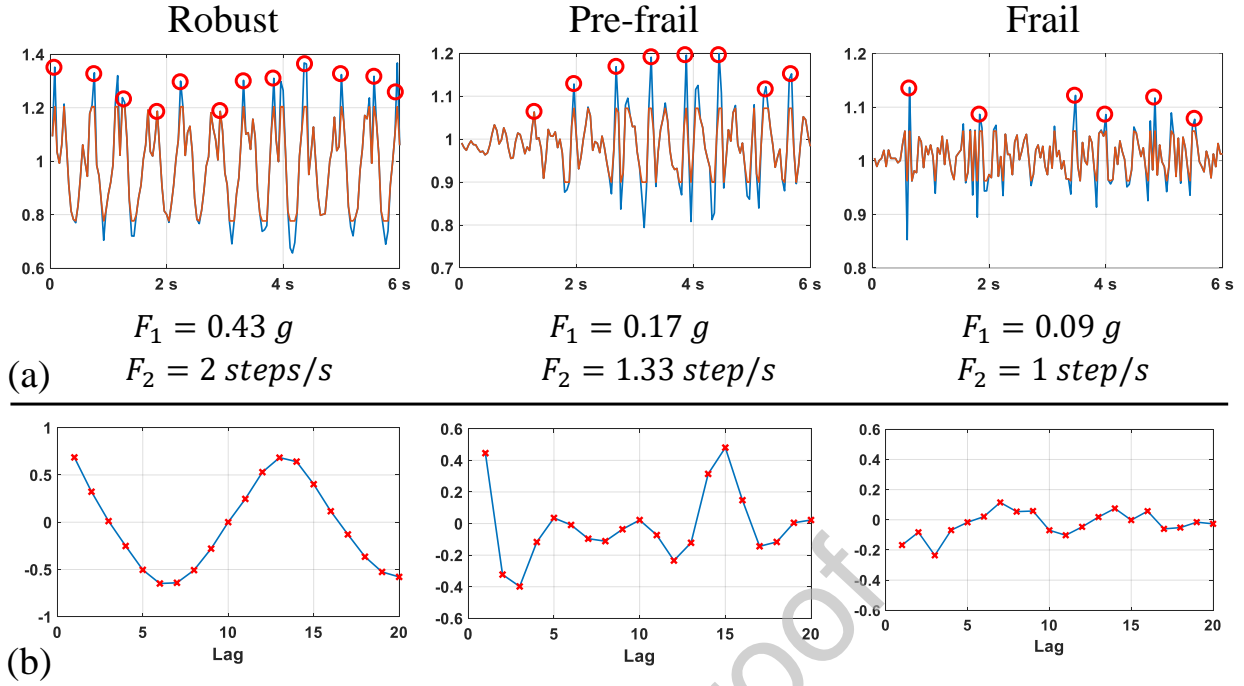 Robust Pre-frail Frail
1.4 1.2 1.2
1.2 1.1 1.1
1 1 1
0.9
0.8 0.8 0.9
0.6 0.7 0.8
0 2 s 4 s 6 s 0 2 s 4 s 6 s 0 2 s 4 s 6 s
F₁ = 0.43 g F₁ = 0.17 g F₁ = 0.09 g
(a) F₂ = 2 steps/s F₂ = 1.33 step/s F₂ = 1 step/s
1 0.6 0.6
0.4 0.4
0.5 0.2 0.2
0 0 0
-0.5 -0.2 -0.2
-0.4 -0.4
-1 -0.6 -0.6
0 5 10 15 20 0 5 10 15 20 0 5 10 15 20
Lag Lag Lag
(b)
roof